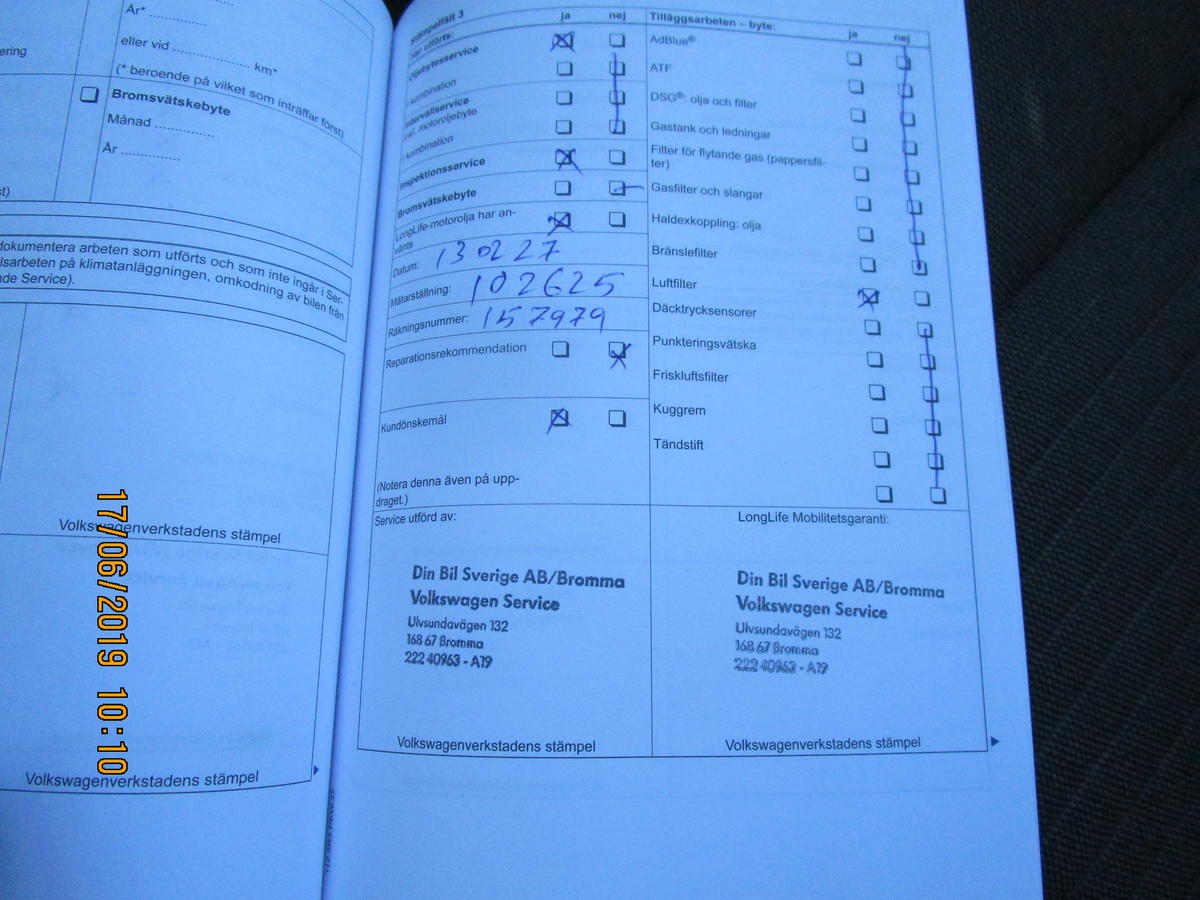 År* ..................
ering
eller vid .................. km*
(* beroende på vilket som inträffar först)
Bromsvätskebyte
Månad ..............
År ..............
t)
dokumentera arbeten som utförts och som inte ingår i Ser-
lsarbeten på klimatanläggningen, omkodning av bilen från
nde Service).
Volkswagenverkstadens stämpel
Volkswagenverkstadens stämpel
17/06/2019 10:10
Stämpelfält 3
Har utförts: ja nej
Oljebytesservice
i kombination
Intervallservice
inkl. motoroljebyte
i kombination
Inspektionsservice
Bromsvätskebyte
LongLife-motorolja har an-
vänts
Datum: 130227
Mätarställning: 102625
Räkningsnummer: 157979
Reparationsrekommendation
Kundönskemål
(Notera denna även på upp-
draget.)
Tilläggsarbeten – byte: ja nej
AdBlue®
ATF
DSG®: olja och filter
Gastank och ledningar
Filter för flytande gas (pappersfil-
ter)
Gasfilter och slangar
Haldexkoppling: olja
Bränslefilter
Luftfilter
Däcktrycksensorer
Punkteringsvätska
Friskluftsfilter
Kuggrem
Tändstift
Service utförd av:
Din Bil Sverige AB/Bromma
Volkswagen Service
Ulvsundavägen 132
168 67 Bromma
222 40963 - A19
Volkswagenverkstadens stämpel
LongLife Mobilitetsgaranti:
Din Bil Sverige AB/Bromma
Volkswagen Service
Ulvsundavägen 132
168 67 Bromma
222 40963 - A19
Volkswagenverkstadens stämpel